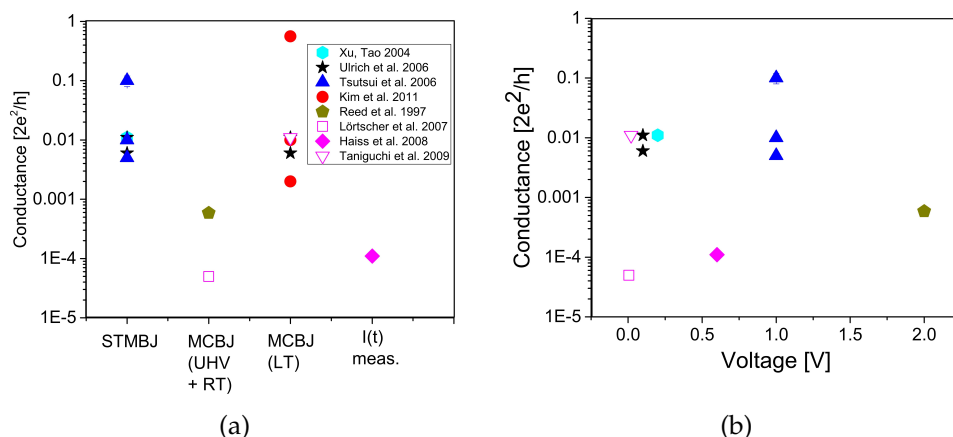 1
0.1
0.01
0.001
1E-4
1E-5
Conductance [2e²/h]
Xu, Tao 2004
Ulrich et al. 2006
Tsutsui et al. 2006
Kim et al. 2011
Reed et al. 1997
Lörtscher et al. 2007
Haiss et al. 2008
Taniguchi et al. 2009
STMBJ
MCBJ
(UHV
+ RT)
MCBJ
(LT)
I(t)
meas.
(a)
1
0.1
0.01
0.001
1E-4
1E-5
Conductance [2e²/h]
0.0 0.5 1.0 1.5 2.0
Voltage [V]
(b)